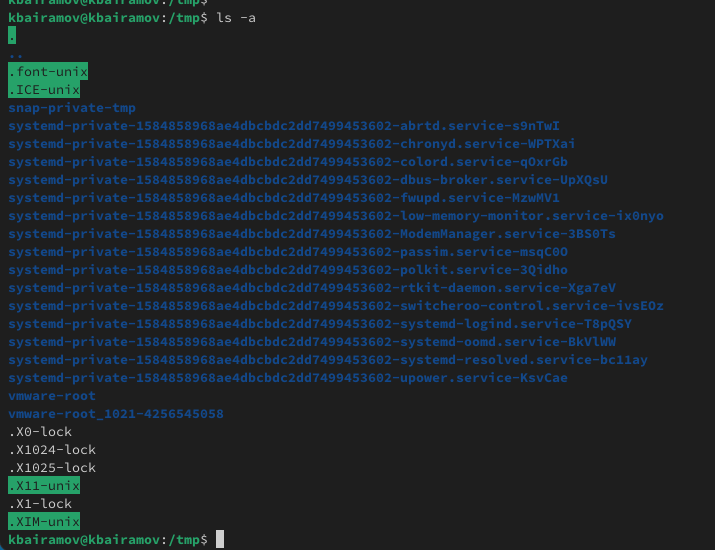 kbairamov@kbairamov:/tmp$
kbairamov@kbairamov:/tmp$ ls -a
.
..
.font-unix
.ICE-unix
snap-private-tmp
systemd-private-1584858968ae4dbcbdc2dd7499453602-abrtd.service-s9nTwI
systemd-private-1584858968ae4dbcbdc2dd7499453602-chronyd.service-WPTXai
systemd-private-1584858968ae4dbcbdc2dd7499453602-colord.service-qOxrGb
systemd-private-1584858968ae4dbcbdc2dd7499453602-dbus-broker.service-UpXQsU
systemd-private-1584858968ae4dbcbdc2dd7499453602-fwupd.service-MzwMV1
systemd-private-1584858968ae4dbcbdc2dd7499453602-low-memory-monitor.service-ix0nyo
systemd-private-1584858968ae4dbcbdc2dd7499453602-ModemManager.service-3BS0Ts
systemd-private-1584858968ae4dbcbdc2dd7499453602-passim.service-msqC0O
systemd-private-1584858968ae4dbcbdc2dd7499453602-polkit.service-3Qidho
systemd-private-1584858968ae4dbcbdc2dd7499453602-rtkit-daemon.service-Xga7eV
systemd-private-1584858968ae4dbcbdc2dd7499453602-switcheroo-control.service-ivsEOz
systemd-private-1584858968ae4dbcbdc2dd7499453602-systemd-logind.service-T8pQSY
systemd-private-1584858968ae4dbcbdc2dd7499453602-systemd-oomd.service-BkVlWW
systemd-private-1584858968ae4dbcbdc2dd7499453602-systemd-resolved.service-bc11ay
systemd-private-1584858968ae4dbcbdc2dd7499453602-upower.service-KsvCae
vmware-root
vmware-root_1021-4256545058
.X0-lock
.X1024-lock
.X1025-lock
.X11-unix
.X1-lock
.XIM-unix
kbairamov@kbairamov:/tmp$